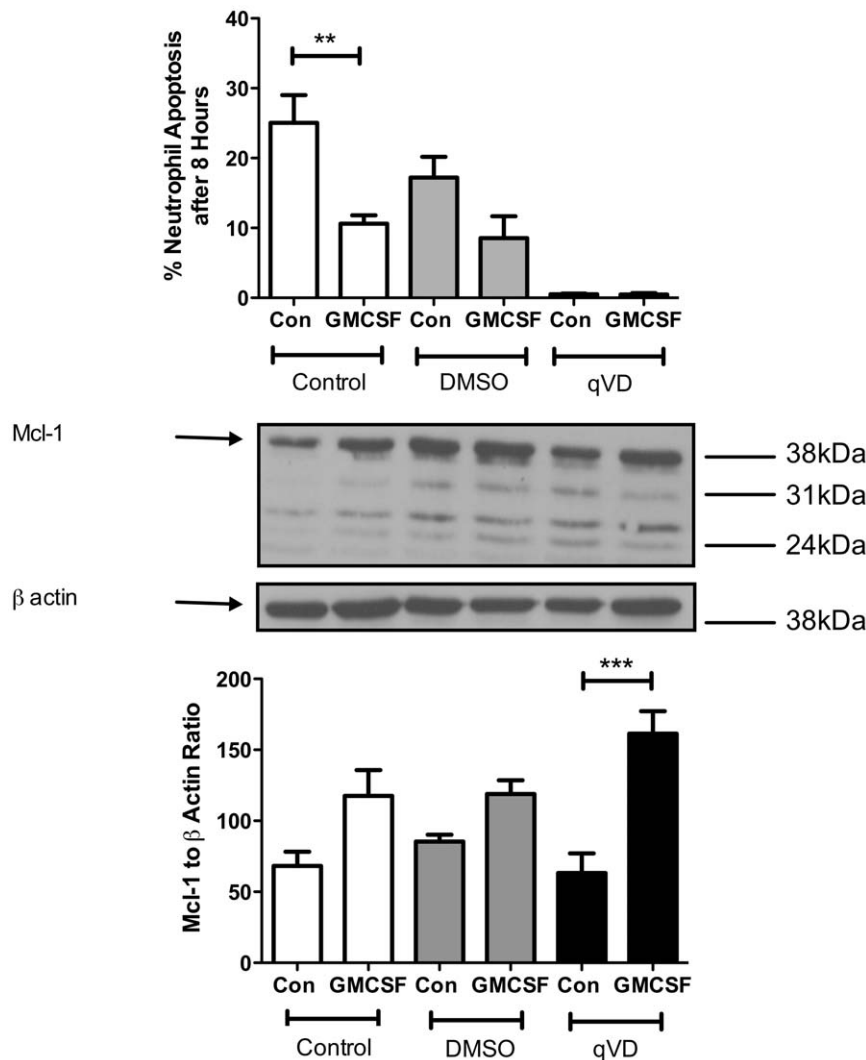 % Neutrophil Apoptosis
after 8 Hours
40
30
20
10
0
**
Con GMCSF Con GMCSF Con GMCSF
Control DMSO qVD
Mcl-1
38kDa
31kDa
24kDa
β actin
38kDa
Mcl-1 to β Actin Ratio
200
150
100
50
0
***
Con GMCSF Con GMCSF Con GMCSF
Control DMSO qVD